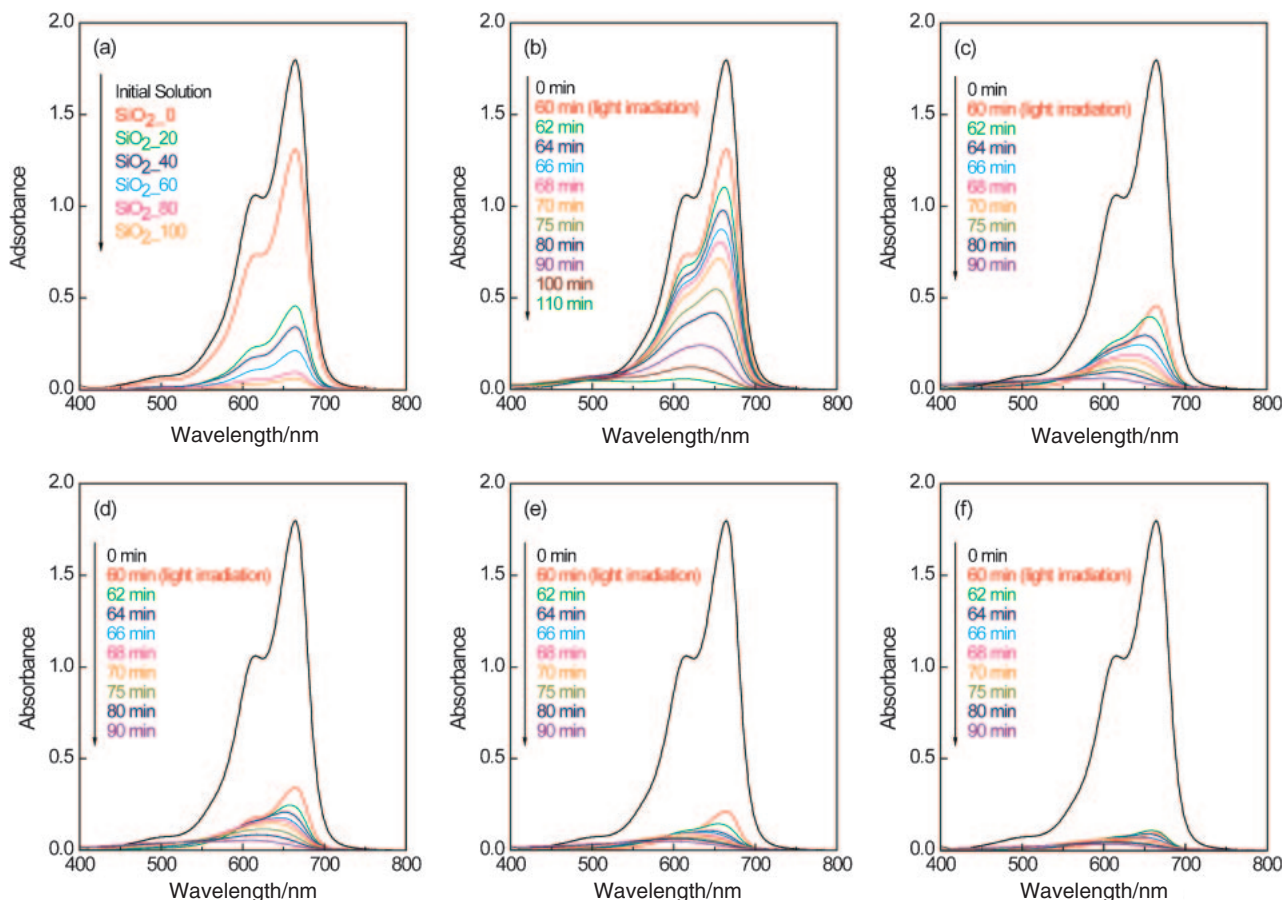 (a)
Initial Solution
SiO2_0
SiO2_20
SiO2_40
SiO2_60
SiO2_80
SiO2_100
Adsorbance
2.0
1.5
1.0
0.5
0.0
400 500 600 700 800
Wavelength/nm
(b)
0 min
60 min (light irradiation)
62 min
64 min
66 min
68 min
70 min
75 min
80 min
90 min
100 min
110 min
Absorbance
2.0
1.5
1.0
0.5
0.0
400 500 600 700 800
Wavelength/nm
(c)
0 min
60 min (light irradiation)
62 min
64 min
66 min
68 min
70 min
75 min
80 min
90 min
Absorbance
2.0
1.5
1.0
0.5
0.0
400 500 600 700 800
Wavelength/nm
(d)
0 min
60 min (light irradiation)
62 min
64 min
66 min
68 min
70 min
75 min
80 min
90 min
Absorbance
2.0
1.5
1.0
0.5
0.0
400 500 600 700 800
Wavelength/nm
(e)
0 min
60 min (light irradiation)
62 min
64 min
66 min
68 min
70 min
75 min
80 min
90 min
Absorbance
2.0
1.5
1.0
0.5
0.0
400 500 600 700 800
Wavelength/nm
(f)
0 min
60 min (light irradiation)
62 min
64 min
66 min
68 min
70 min
75 min
80 min
90 min
Absorbance
2.0
1.5
1.0
0.5
0.0
400 500 600 700 800
Wavelength/nm